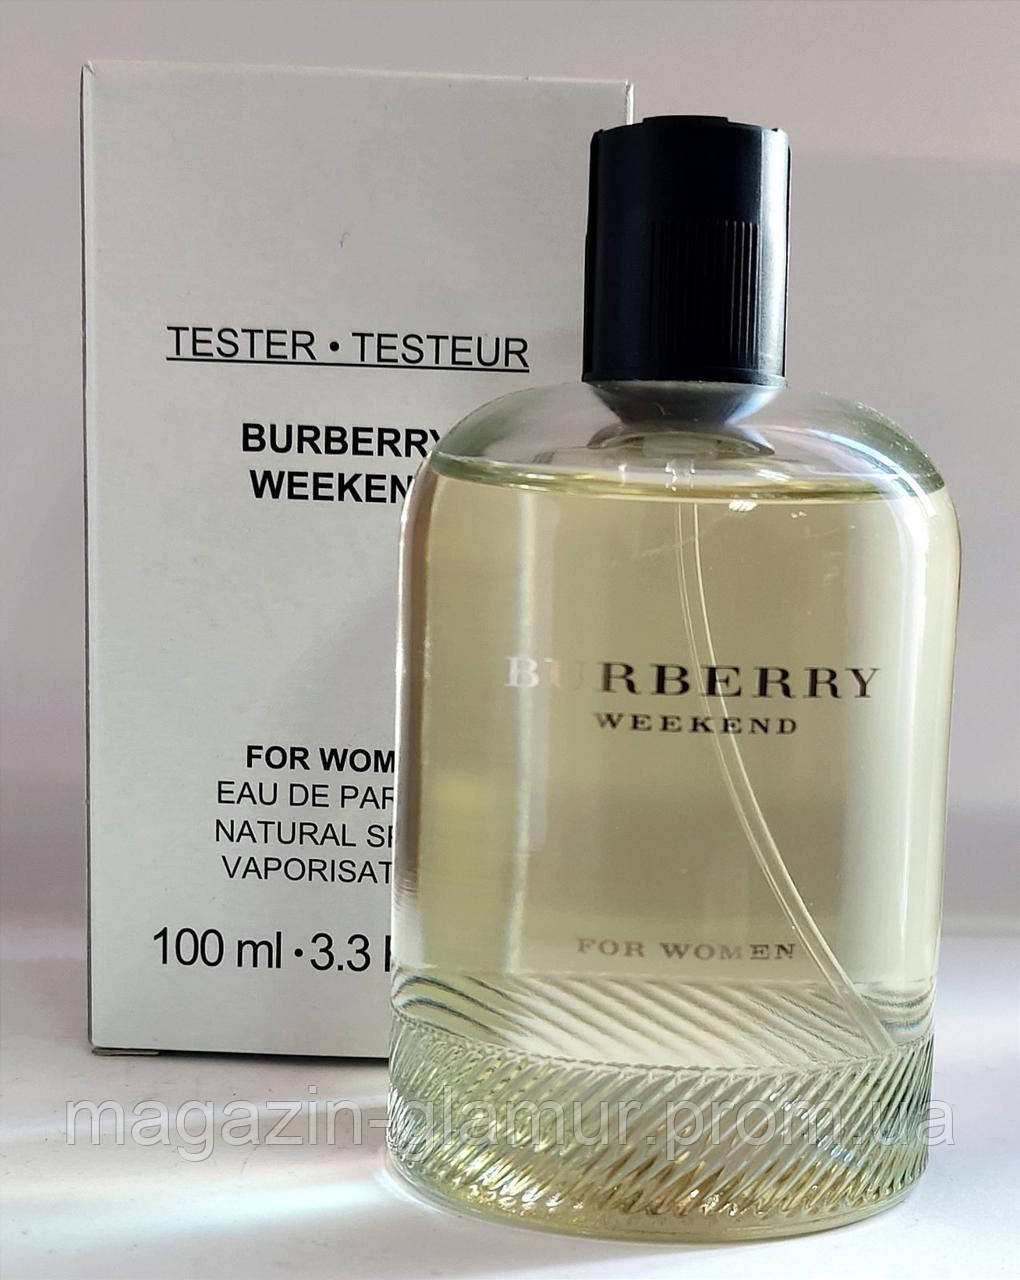 TESTER • TESTEUR
BURBERRY
WEEKEN
FOR WOM
EAU DE PAR
NATURAL SP
VAPORISAT
100 ml • 3.3
BURBERRY
WEEKEND
FOR WOMEN
magazin-glamur.prom.ua